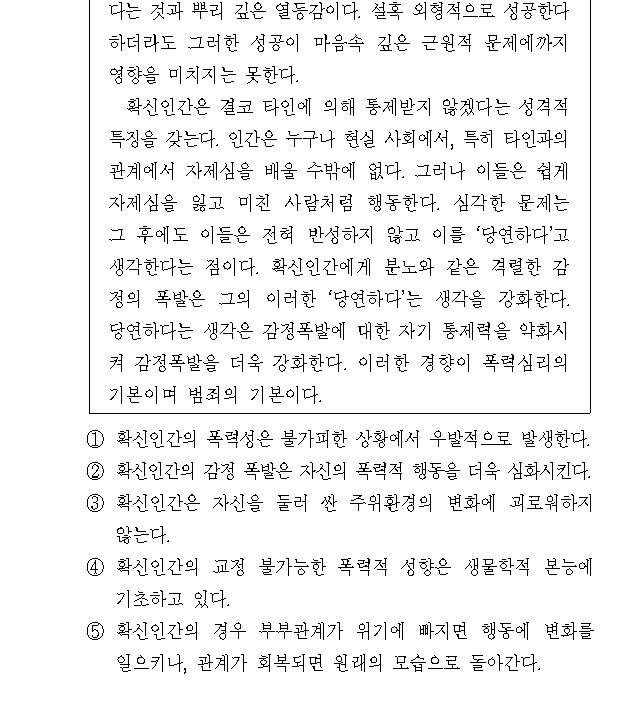 다는 것과 뿌리 깊은 열등감이다. 설혹 외형적으로 성공한다
하더라도 그러한 성공이 마음속 깊은 근원적 문제에까지
영향을 미치지는 못한다.
확신인간은 결코 타인에 의해 통제받지 않겠다는 성격적
특징을 갖는다. 인간은 누구나 현실 사회에서, 특히 타인과의
관계에서 자제심을 배울 수밖에 없다. 그러나 이들은 쉽게
자제심을 잃고 미친 사람처럼 행동한다. 심각한 문제는
그 후에도 이들은 전혀 반성하지 않고 이를 ‘당연하다’고
생각한다는 점이다. 확신인간에게 분노와 같은 격렬한 감
정의 폭발은 그의 이러한 ‘당연하다’는 생각을 강화한다.
당연하다는 생각은 감정폭발에 대한 자기 통제력을 약화시
켜 감정폭발을 더욱 강화한다. 이러한 경향이 폭력심리의
기본이며 범죄의 기본이다.
① 확신인간의 폭력성은 불가피한 상황에서 우발적으로 발생한다.
② 확신인간의 감정 폭발은 자신의 폭력적 행동을 더욱 심화시킨다.
③ 확신인간은 자신을 둘러 싼 주위환경의 변화에 괴로워하지
않는다.
④ 확신인간의 교정 불가능한 폭력적 성향은 생물학적 본능에
기초하고 있다.
⑤ 확신인간의 경우 부부관계가 위기에 빠지면 행동에 변화를
일으키나, 관계가 회복되면 원래의 모습으로 돌아간다.